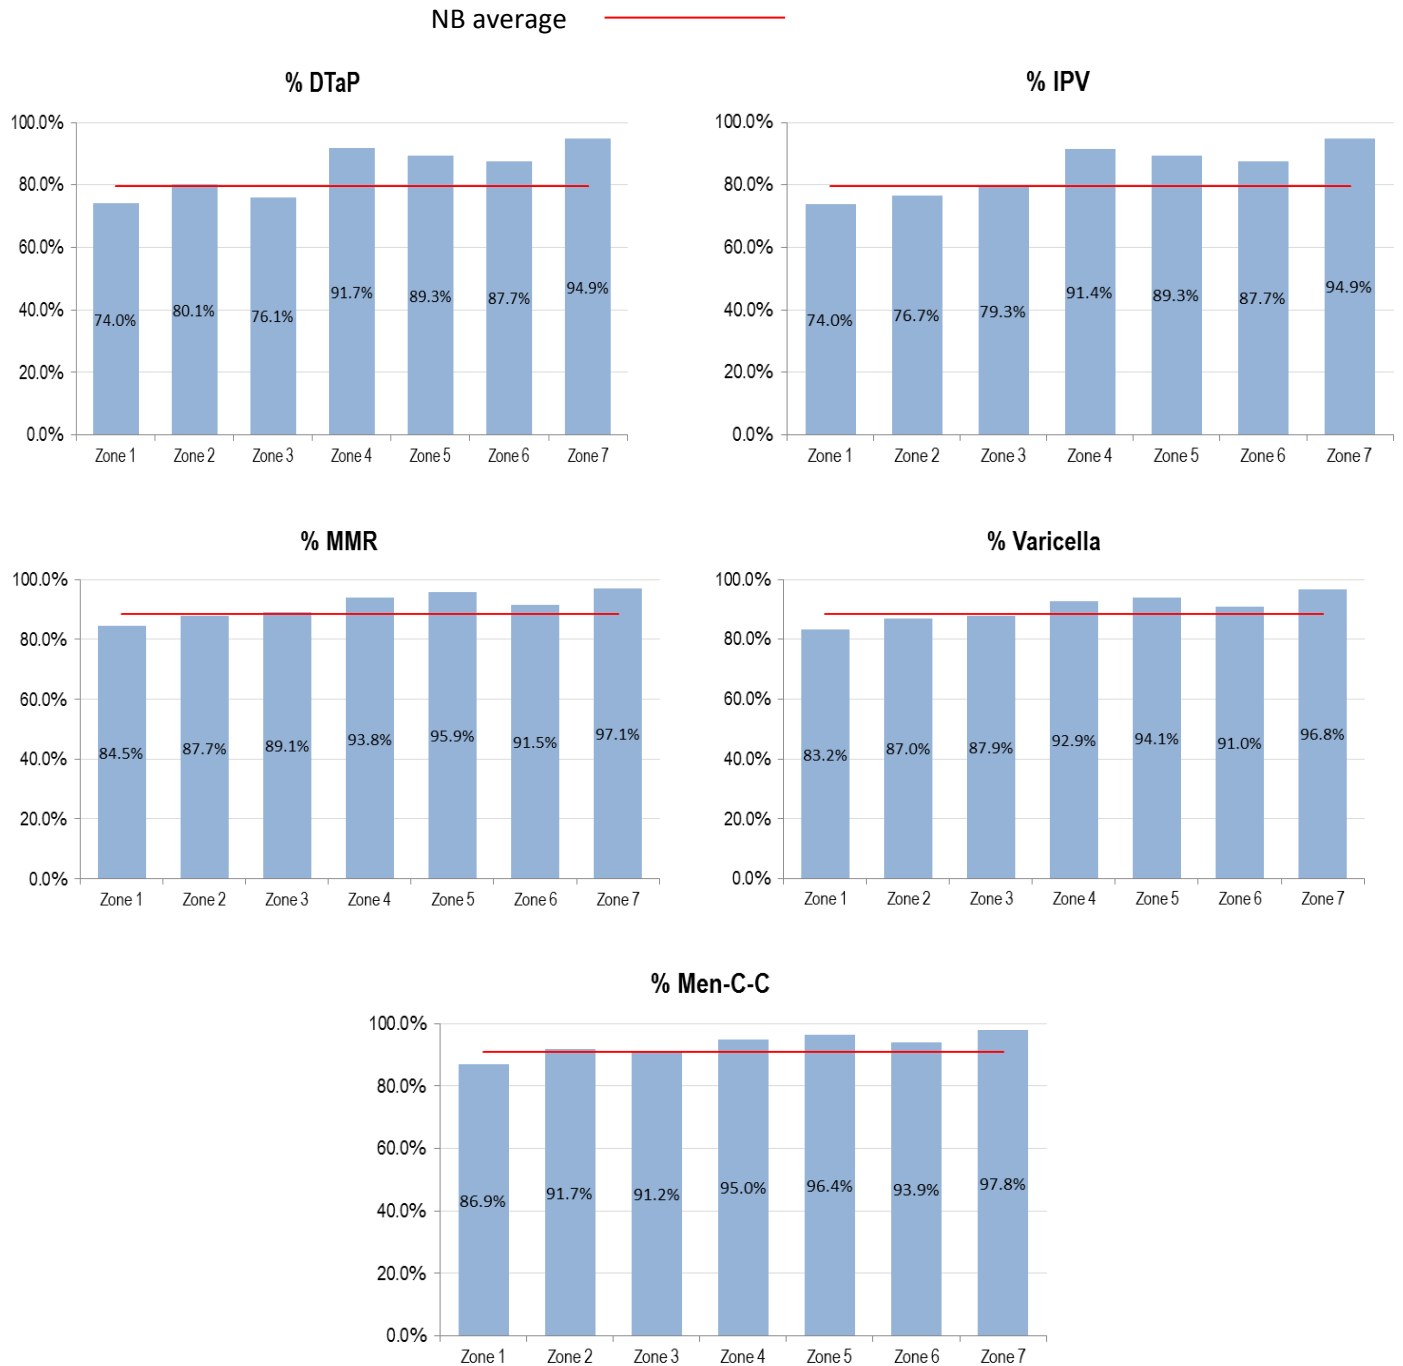 NB average
% DTaP
100.0%
80.0%
60.0%
40.0%
20.0%
0.0%
74.0% 80.1% 76.1% 91.7% 89.3% 87.7% 94.9%
Zone 1 Zone 2 Zone 3 Zone 4 Zone 5 Zone 6 Zone 7
% IPV
100.0%
80.0%
60.0%
40.0%
20.0%
0.0%
74.0% 76.7% 79.3% 91.4% 89.3% 87.7% 94.9%
Zone 1 Zone 2 Zone 3 Zone 4 Zone 5 Zone 6 Zone 7
% MMR
100.0%
80.0%
60.0%
40.0%
20.0%
0.0%
84.5% 87.7% 89.1% 93.8% 95.9% 91.5% 97.1%
Zone 1 Zone 2 Zone 3 Zone 4 Zone 5 Zone 6 Zone 7
% Varicella
100.0%
80.0%
60.0%
40.0%
20.0%
0.0%
83.2% 87.0% 87.9% 92.9% 94.1% 91.0% 96.8%
Zone 1 Zone 2 Zone 3 Zone 4 Zone 5 Zone 6 Zone 7
% Men-C-C
100.0%
80.0%
60.0%
40.0%
20.0%
0.0%
86.9% 91.7% 91.2% 95.0% 96.4% 93.9% 97.8%
Zone 1 Zone 2 Zone 3 Zone 4 Zone 5 Zone 6 Zone 7